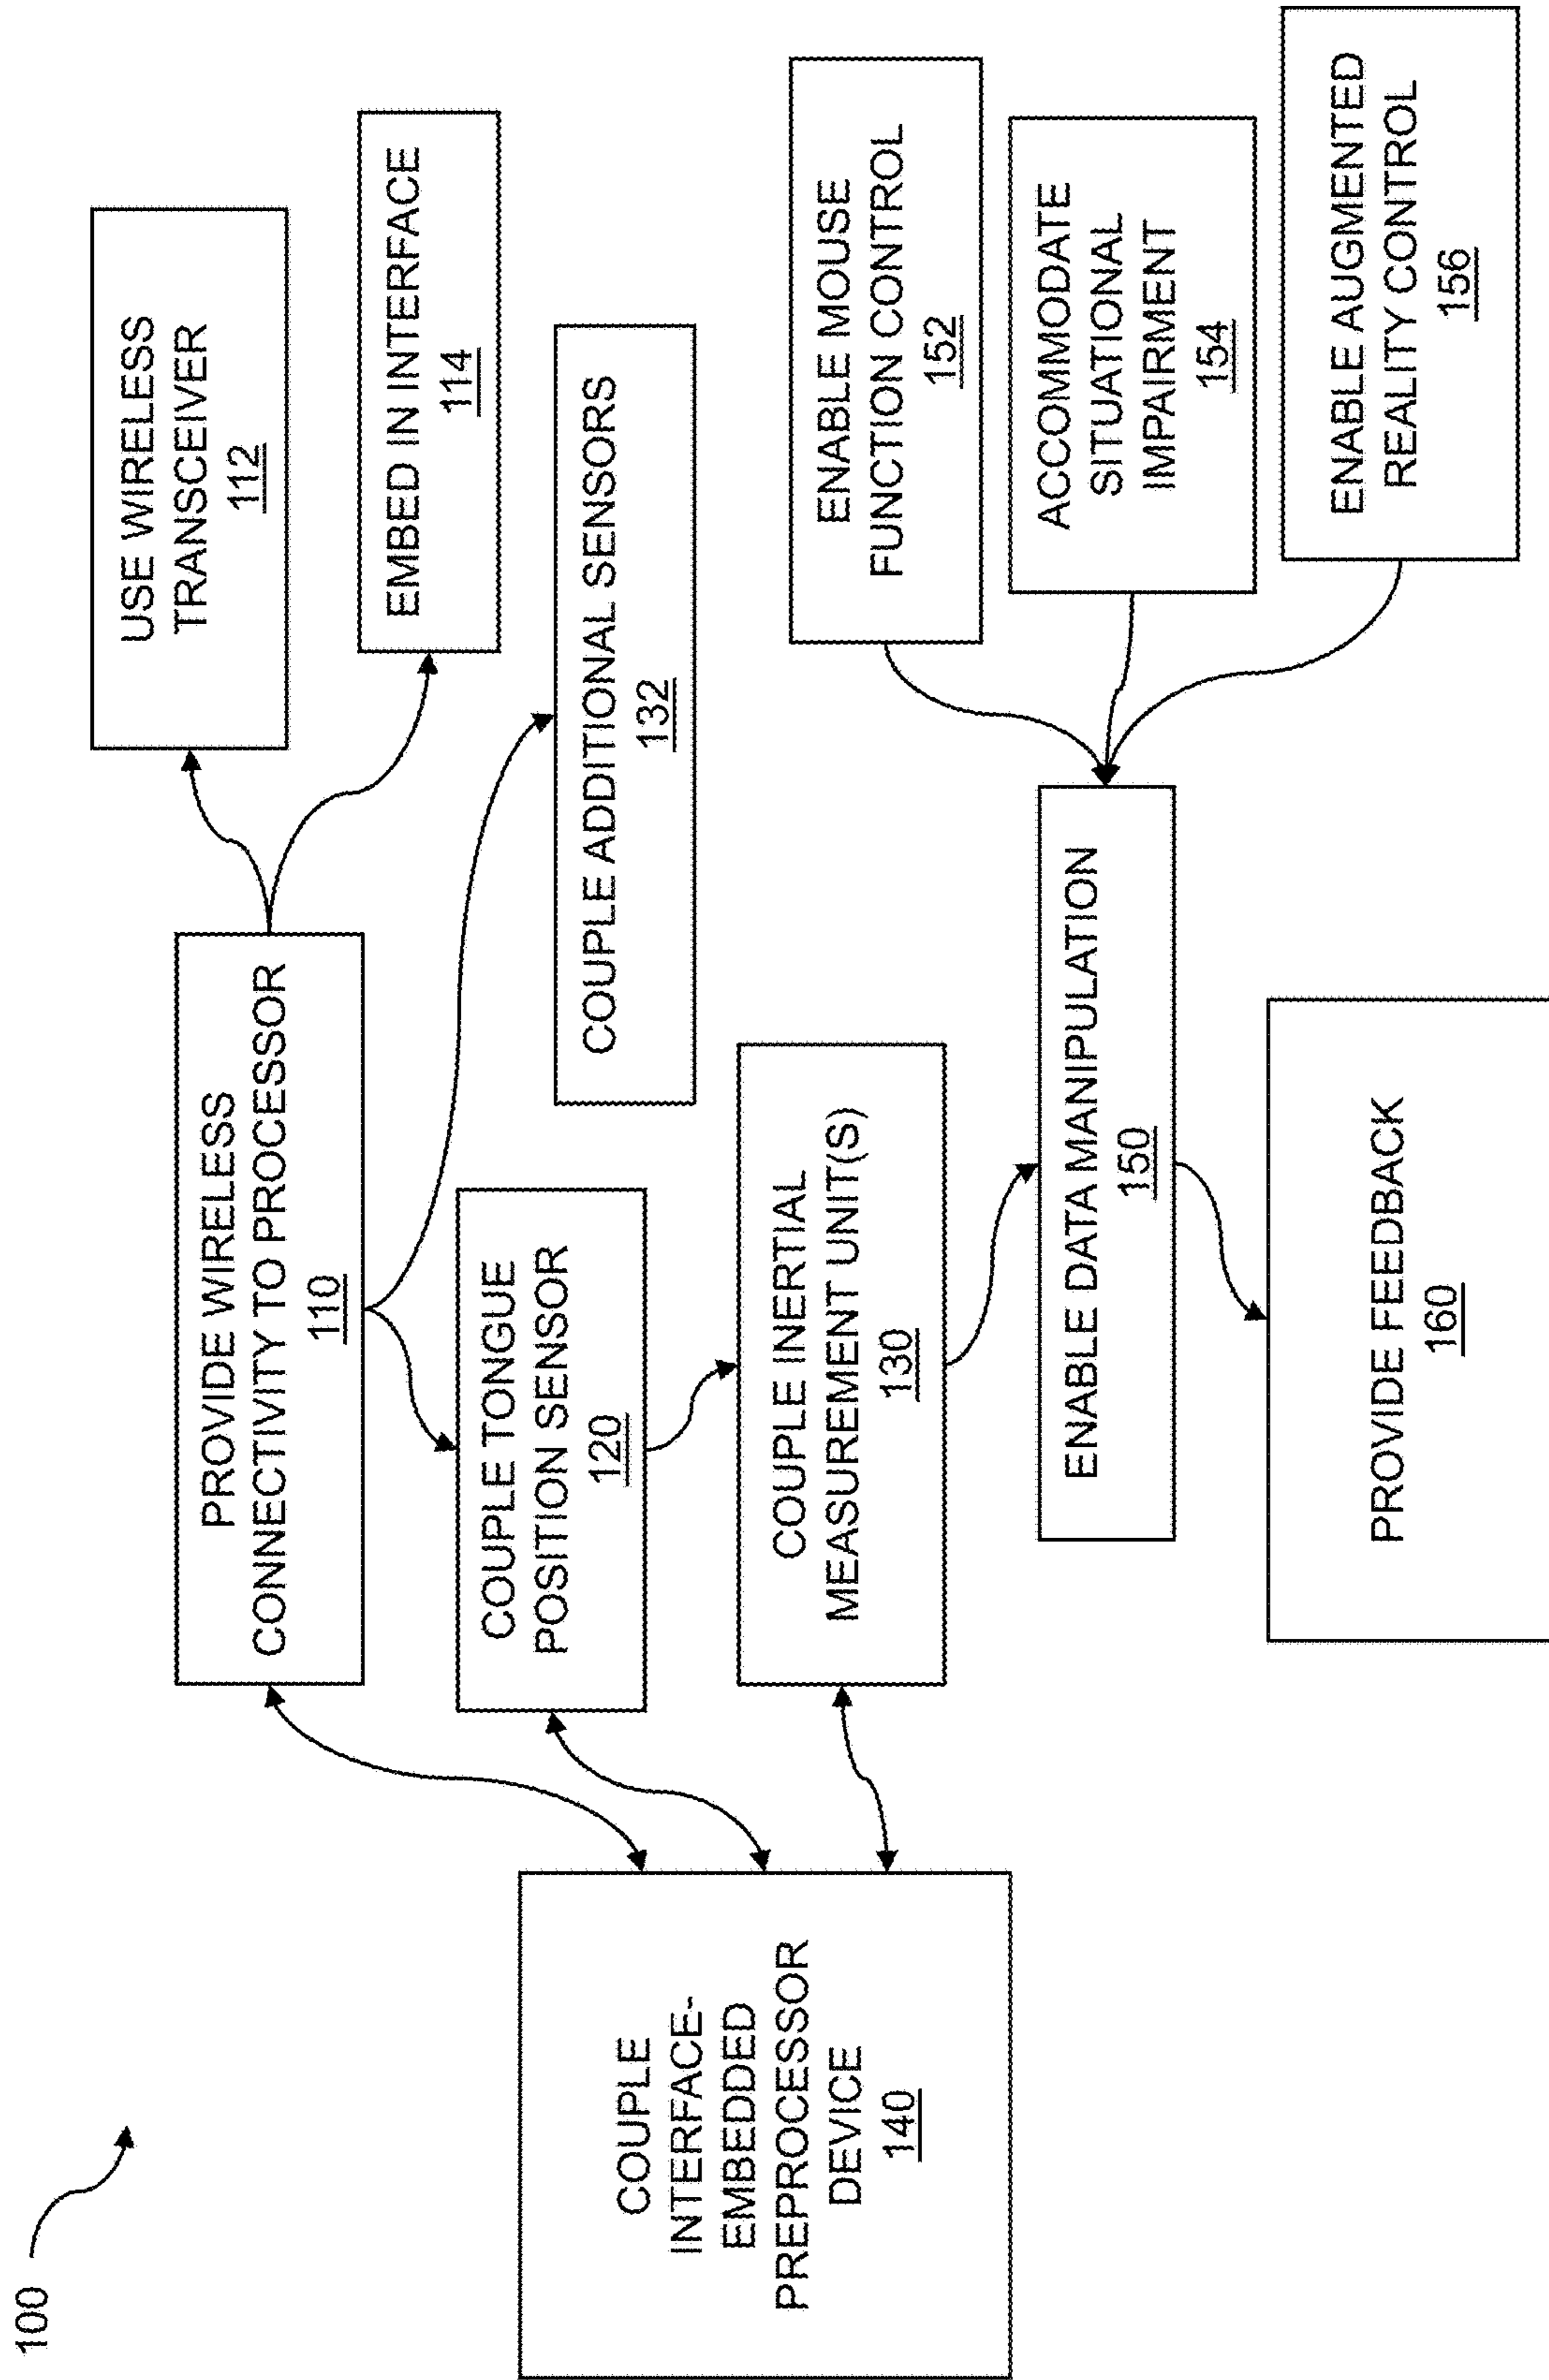 100
USE WIRELESS
TRANSCEIVER
112
PROVIDE WIRELESS
CONNECTIVITY TO PROCESSOR
110
EMBED IN INTERFACE
114
COUPLE TONGUE
POSITION SENSOR
120
COUPLE ADDITIONAL SENSORS
132
COUPLE
INTERFACE-
EMBEDDED
PREPROCESSOR
DEVICE
140
COUPLE INERTIAL
MEASUREMENT UNIT(S)
130
ENABLE MOUSE
FUNCTION CONTROL
152
ENABLE DATA MANIPULATION
150
ACCOMMODATE
SITUATIONAL
IMPAIRMENT
154
PROVIDE FEEDBACK
160
ENABLE AUGMENTED
REALITY CONTROL
156